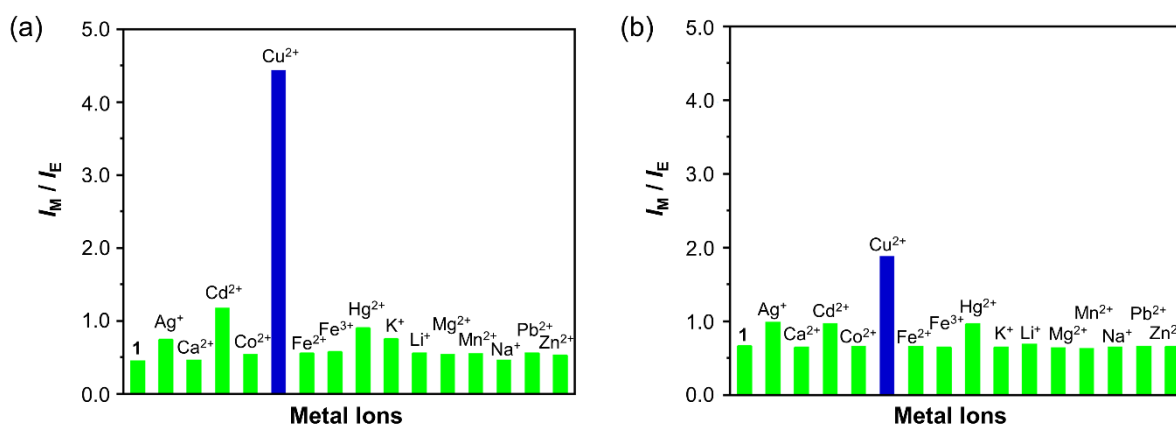 (a)
5.0
4.0
3.0
2.0
1.0
0.0
I_M / I_E
1
Ag⁺
Ca²⁺
Cd²⁺
Co²⁺
Cu²⁺
Fe²⁺
Fe³⁺
Hg²⁺
K⁺
Li⁺
Mg²⁺
Mn²⁺
Na⁺
Pb²⁺
Zn²⁺
Metal Ions
(b)
5.0
4.0
3.0
2.0
1.0
0.0
I_M / I_E
1
Ag⁺
Ca²⁺
Cd²⁺
Co²⁺
Cu²⁺
Fe²⁺
Fe³⁺
Hg²⁺
K⁺
Li⁺
Mg²⁺
Mn²⁺
Na⁺
Pb²⁺
Zn²
Metal Ions